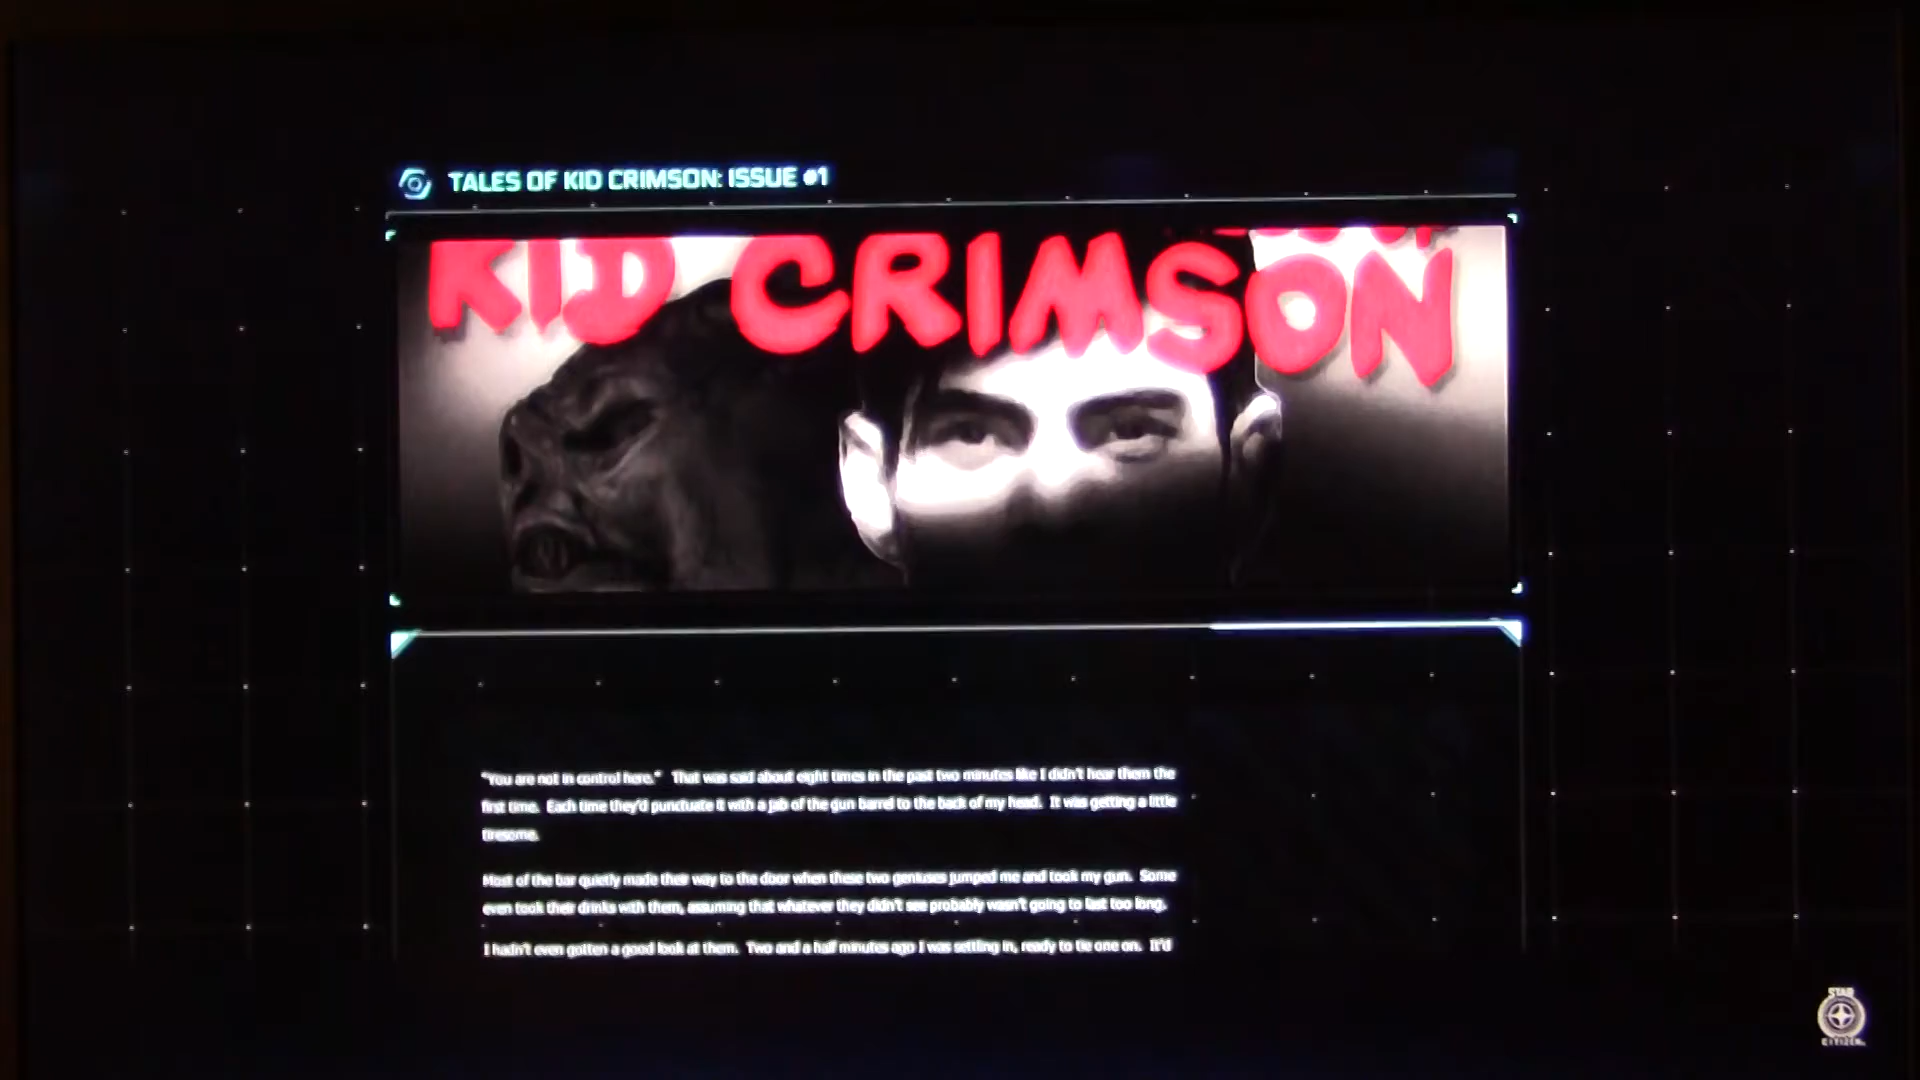 TALES OF KID CRIMSON: ISSUE #1
KID CRIMSON
"You are not in control here."  That was said about eight times in the past two minutes like I didn't hear them the
first time.  Each time they'd punctuate it with a jab of the gun barrel to the back of my head.  It was getting a little
tiresome.
Most of the bar quietly made their way to the door when these two geniuses jumped me and took my gun.  Some
even took their drinks with them, assuming that whatever they didn't see probably wasn't going to last too long.
I hadn't even gotten a good look at them.  Two and a half minutes ago I was settling in, ready to tie one on.  It'd
STAR
CITIZEN